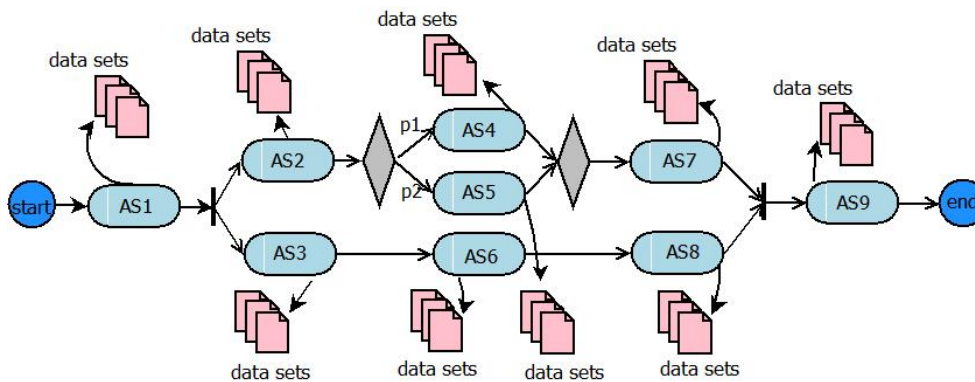 data sets
data sets
data sets
data sets
data sets
p1
AS4
AS2
AS7
p2
AS5
start
AS1
AS9
end
AS3
AS6
AS8
data sets
data sets
data sets
data sets